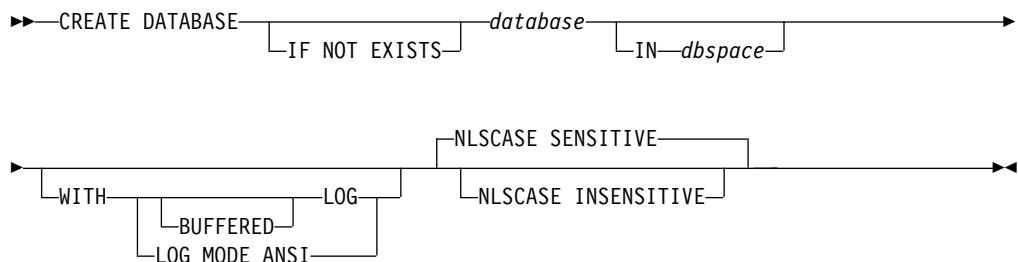 CREATE DATABASE database
IF NOT EXISTS IN dbspace
NLSCASE SENSITIVE
WITH LOG NLSCASE INSENSITIVE
BUFFERED
LOG MODE ANSI